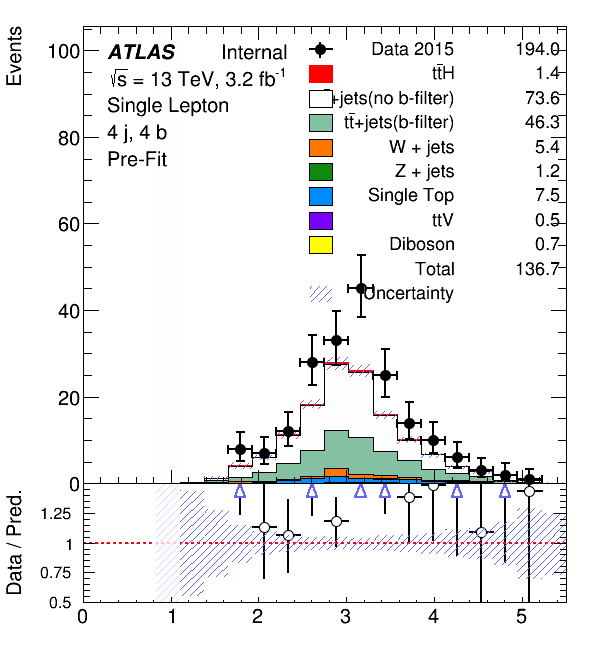 Events
100
80
60
40
20
0
ATLAS Internal
√s = 13 TeV, 3.2 fb-1
Single Lepton
4 j, 4 b
Pre-Fit
Data 2015 194.0
tt̄H 1.4
+jets(no b-filter) 73.6
tt̄+jets(b-filter) 46.3
W + jets 5.4
Z + jets 1.2
Single Top 7.5
ttV 0.5
Diboson 0.7
Total 136.7
Uncertainty
Data / Pred.
1.25
1
0.75
0.5
0 1 2 3 4 5